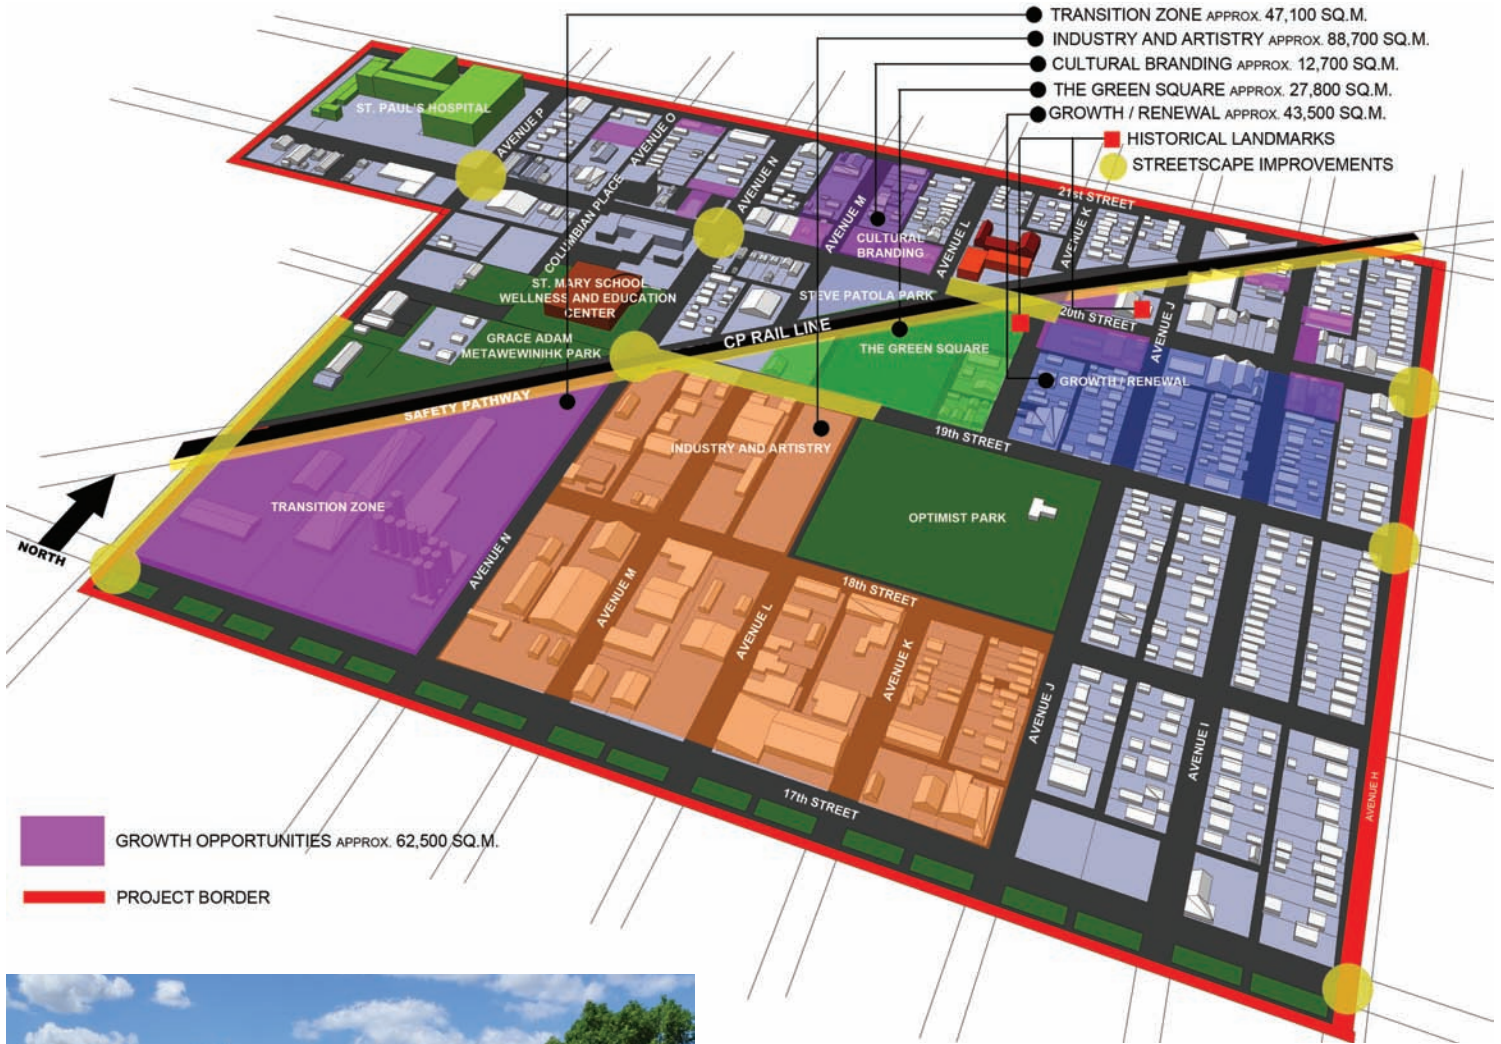 TRANSITION ZONE APPROX. 47,100 SQ.M.
INDUSTRY AND ARTISTRY APPROX. 88,700 SQ.M.
CULTURAL BRANDING APPROX. 12,700 SQ.M.
THE GREEN SQUARE APPROX. 27,800 SQ.M.
GROWTH / RENEWAL APPROX. 43,500 SQ.M.
HISTORICAL LANDMARKS
STREETSCAPE IMPROVEMENTS
ST. PAUL'S HOSPITAL
AVENUE P
AVENUE O
COLUMBIAN PLACE
AVENUE N
AVENUE M
AVENUE L
AVENUE K
21st STREET
CULTURAL
BRANDING
ST. MARY SCHOOL
WELLNESS AND EDUCATION
CENTER
STEVE PATOLA PARK
20th STREET
AVENUE J
GRACE ADAM
METAWEWINIHK PARK
CP RAIL LINE
THE GREEN SQUARE
GROWTH / RENEWAL
SAFETY PATHWAY
19th STREET
INDUSTRY AND ARTISTRY
TRANSITION ZONE
OPTIMIST PARK
NORTH
AVENUE N
AVENUE M
AVENUE L
18th STREET
AVENUE K
AVENUE J
AVENUE I
AVENUE H
17th STREET
GROWTH OPPORTUNITIES APPROX. 62,500 SQ.M.
PROJECT BORDER